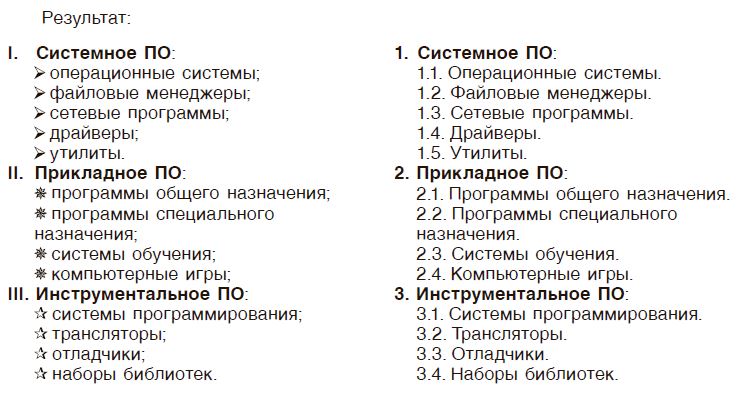 Результат:
I. Системное ПО:
➢ операционные системы;
➢ файловые менеджеры;
➢ сетевые программы;
➢ драйверы;
➢ утилиты.
II. Прикладное ПО:
✵ программы общего назначения;
✵ программы специального
назначения;
✵ системы обучения;
✵ компьютерные игры;
III. Инструментальное ПО:
✰ системы программирования;
✰ трансляторы;
✰ отладчики;
✰ наборы библиотек.
1. Системное ПО:
1.1. Операционные системы.
1.2. Файловые менеджеры.
1.3. Сетевые программы.
1.4. Драйверы.
1.5. Утилиты.
2. Прикладное ПО:
2.1. Программы общего назначения.
2.2. Программы специального
назначения.
2.3. Системы обучения.
2.4. Компьютерные игры.
3. Инструментальное ПО:
3.1. Системы программирования.
3.2. Трансляторы.
3.3. Отладчики.
3.4. Наборы библиотек.